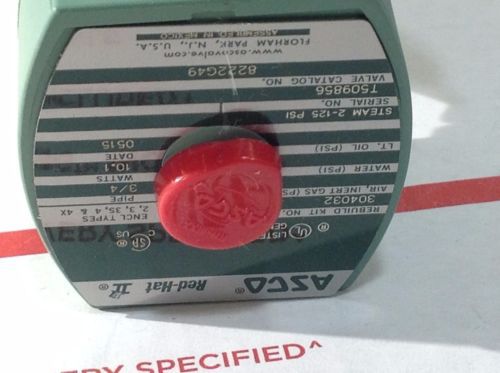 ASCO® Red-Hat II®
LISTED
REBUILD KIT NO.
304032
ENCL TYPES
2, 3, 3S, 4 & 4X
AIR, INERT GAS
PIPE
3/4
WATER (PSI)
WATTS
10.1
LT. OIL (PSI)
DATE
0515
STEAM 2-125 PSI
SERIAL NO.
T509856
VALVE CATALOG NO.
8222G49
www.ascovalve.com
FLORHAM PARK, N.J., U.S.A.
ASSEMBLED IN MEXICO
SPECIFIED^